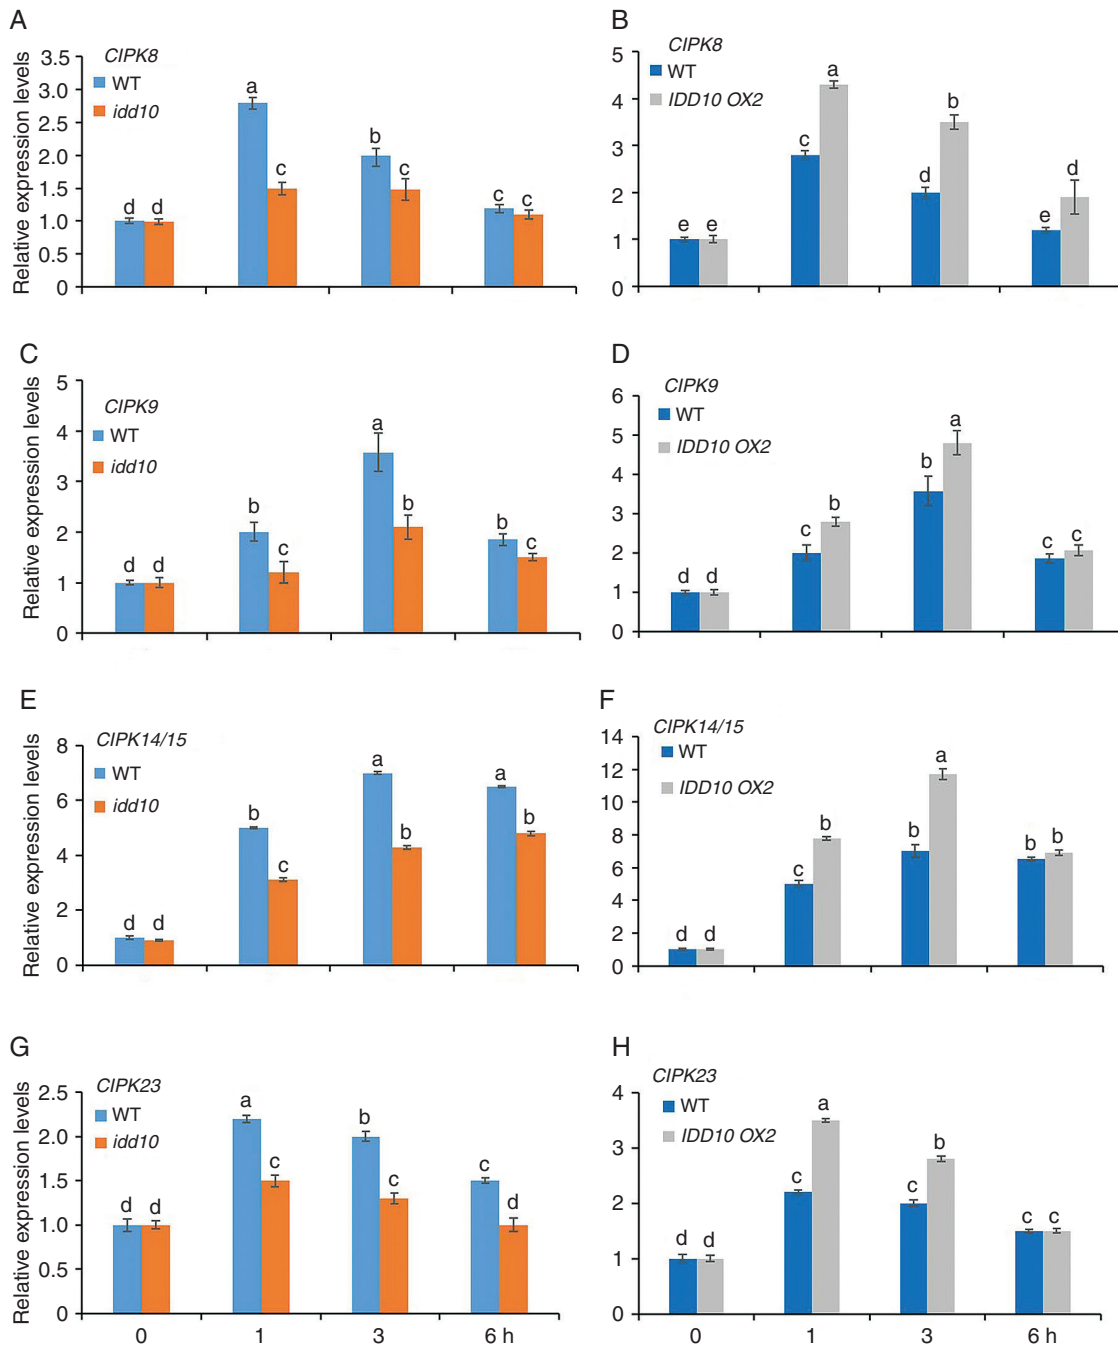 A
CIPK8
WT
idd10
Relative expression levels
3.5
3.0
2.5
2.0
1.5
1.0
0.5
0
d d
a c
b c
c c
B
CIPK8
WT
IDD10 OX2
5
4
3
2
1
0
e e
c a
d b
e d
C
CIPK9
WT
idd10
Relative expression levels
5
4
3
2
1
0
d d
b c
a b
b c
D
CIPK9
WT
IDD10 OX2
6
5
4
3
2
1
0
d d
c b
b a
c c
E
CIPK14/15
WT
idd10
Relative expression levels
8
6
4
2
0
d d
b c
a b
a b
F
CIPK14/15
WT
IDD10 OX2
14
12
10
8
6
4
2
0
d d
c b
b a
b b
G
CIPK23
WT
idd10
Relative expression levels
2.5
2.0
1.5
1.0
0.5
0
d d
a c
b c
c d
0 1 3 6 h
H
CIPK23
WT
IDD10 OX2
4
3
2
1
0
d d
c a
c b
c c
0 1 3 6 h